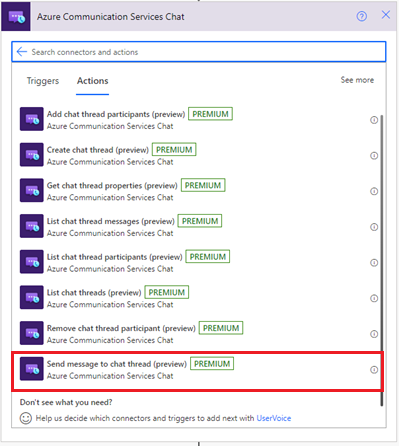 Azure Communication Services Chat
Search connectors and actions
Triggers Actions See more
Add chat thread participants (preview) PREMIUM
Azure Communication Services Chat
Create chat thread (preview) PREMIUM
Azure Communication Services Chat
Get chat thread properties (preview) PREMIUM
Azure Communication Services Chat
List chat thread messages (preview) PREMIUM
Azure Communication Services Chat
List chat thread participants (preview) PREMIUM
Azure Communication Services Chat
List chat threads (preview) PREMIUM
Azure Communication Services Chat
Remove chat thread participant (preview) PREMIUM
Azure Communication Services Chat
Send message to chat thread (preview) PREMIUM
Azure Communication Services Chat
Don't see what you need?
Help us decide which connectors and triggers to add next with UserVoice